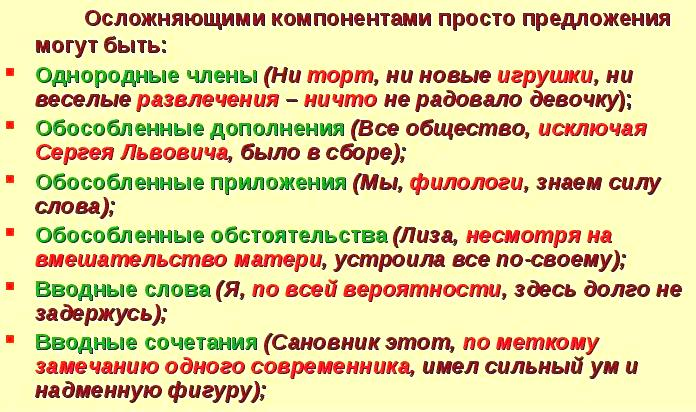 Осложняющими компонентами просто предложения
могут быть:
Однородные члены (Ни торт, ни новые игрушки, ни
веселые развлечения – ничто не радовало девочку);
Обособленные дополнения (Все общество, исключая
Сергея Львовича, было в сборе);
Обособленные приложения (Мы, филологи, знаем силу
слова);
Обособленные обстоятельства (Лиза, несмотря на
вмешательство матери, устроила все по-своему);
Вводные слова (Я, по всей вероятности, здесь долго не
задержусь);
Вводные сочетания (Сановник этот, по меткому
замечанию одного современника, имел сильный ум и
надменную фигуру);